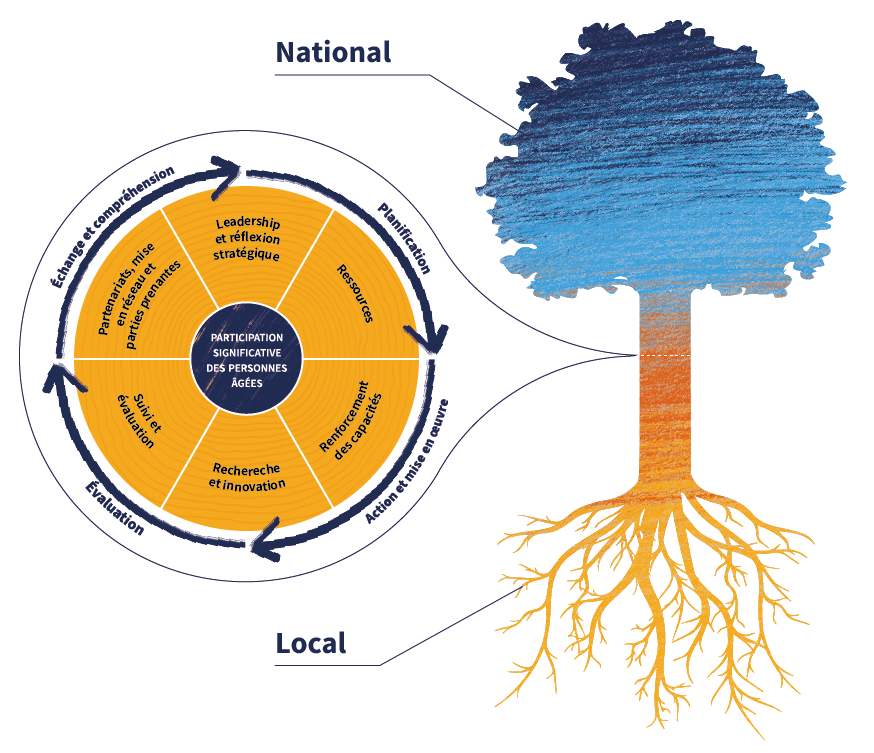 National
Échange et compréhension
Planification
Leadership
et réflexion
stratégique
Partenariats, mise
en réseau et
parties prenantes
Ressources
PARTICIPATION
SIGNIFICATIVE
DES PERSONNES
ÂGÉES
Suivi et
évaluation
Renforcement
des capacités
Rechereche
et innovation
Évaluation
Action et mise en œuvre
Local